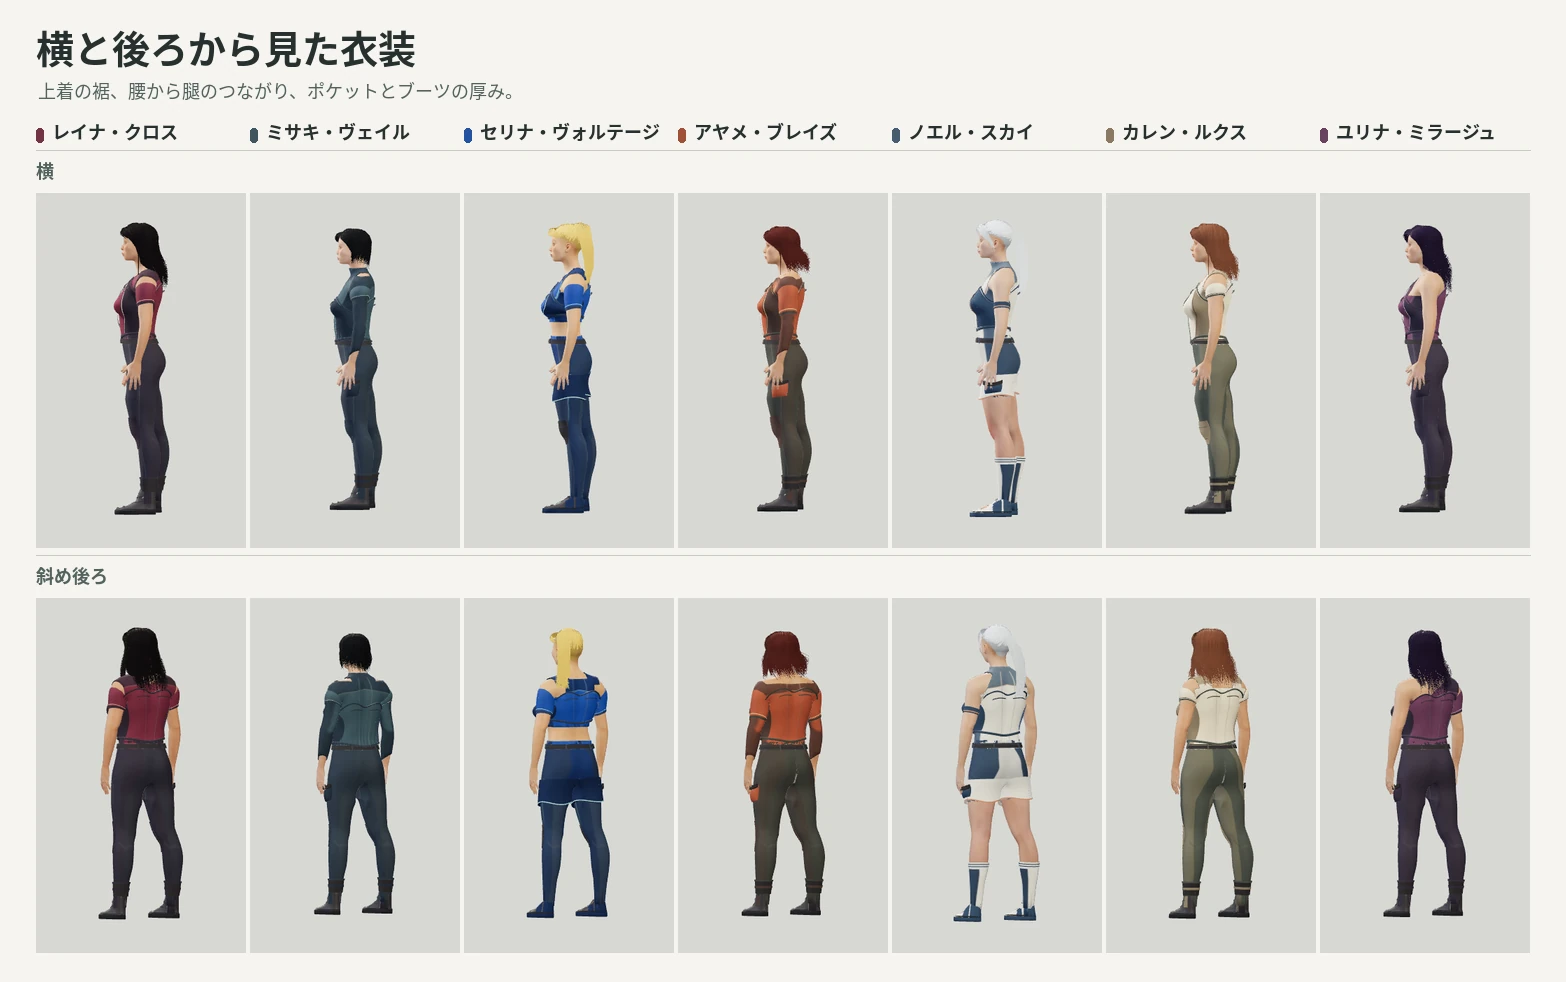 横と後ろから見た衣装
上着の裾、腰から腿のつながり、ポケットとブーツの厚み。
レイナ・クロス
ミサキ・ヴェイル
セリナ・ヴォルテージ
アヤメ・ブレイズ
ノエル・スカイ
カレン・ルクス
ユリナ・ミラージュ
横
斜め後ろ